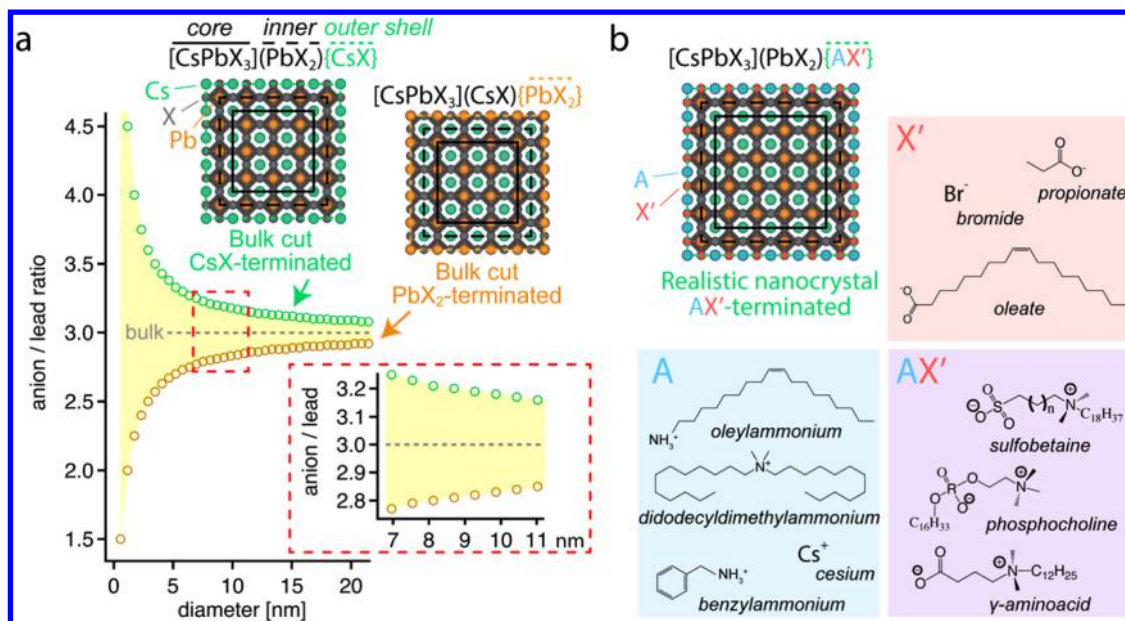 a
core inner outer shell
[CsPbX₃](PbX₂){CsX}
Cs
X
Pb
[CsPbX₃](CsX){PbX₂}
Bulk cut
CsX-terminated
Bulk cut
PbX₂-terminated
bulk
anion / lead ratio
4.5
4.0
3.5
3.0
2.5
2.0
1.5
0 5 10 15 20
diameter [nm]
anion / lead
3.2
3.0
2.8
7 8 9 10 11 nm
b
[CsPbX₃](PbX₂){AX'}
A
X'
Realistic nanocrystal
AX'-terminated
X'
O
O⁻
propionate
Br⁻
bromide
⁻O
O
oleate
A
NH₃⁺
oleylammonium
N⁺
didodecyldimethylammonium
NH₃⁺
benzylammonium
Cs⁺
cesium
AX'
O
S
O
O
⊖
n
N
⊕
C₁₈H₃₇
sulfobetaine
O
R
O
O
O
⊖
C₁₆H₃₃
N
⊕
phosphocholine
O
O
⊖
N
⊕
C₁₂H₂₅
γ-aminoacid